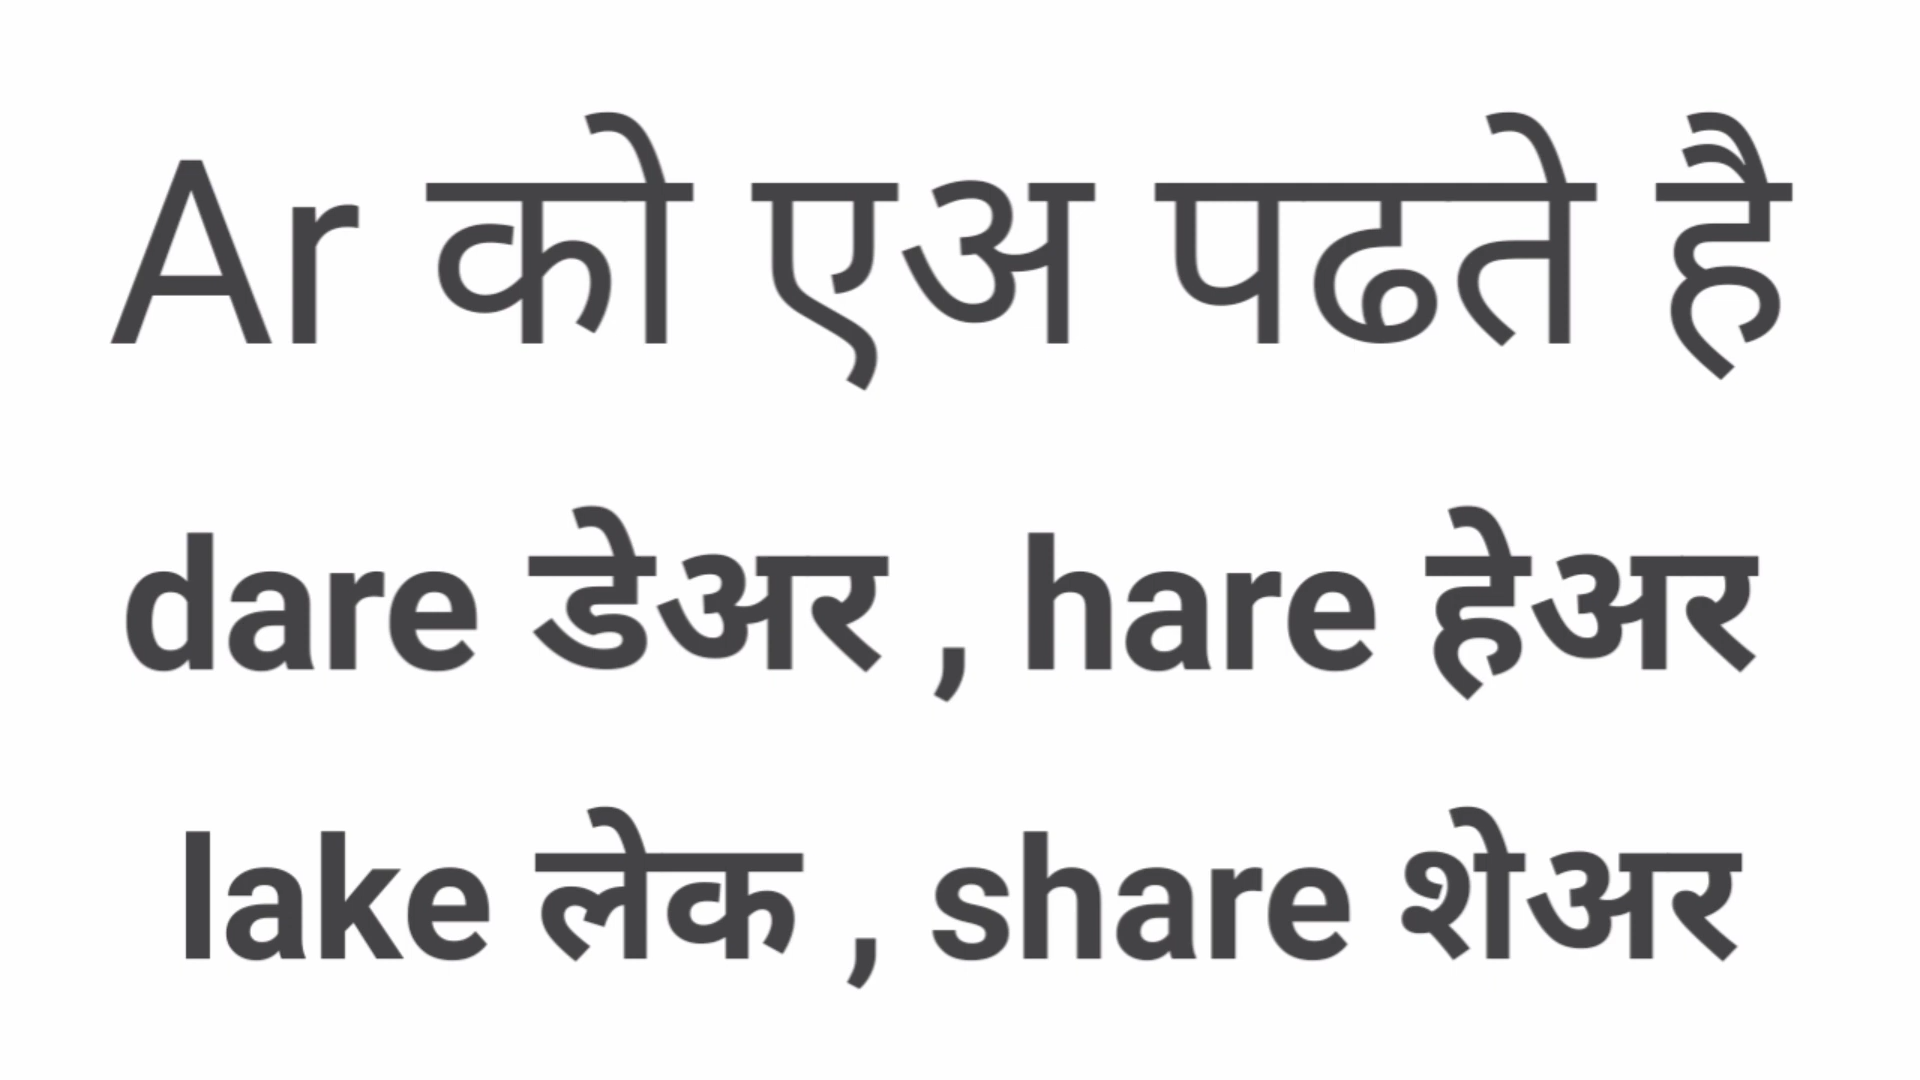 Ar को एअ पढते है
dare डेअर , hare हेअर
lake लेक , share शेअर